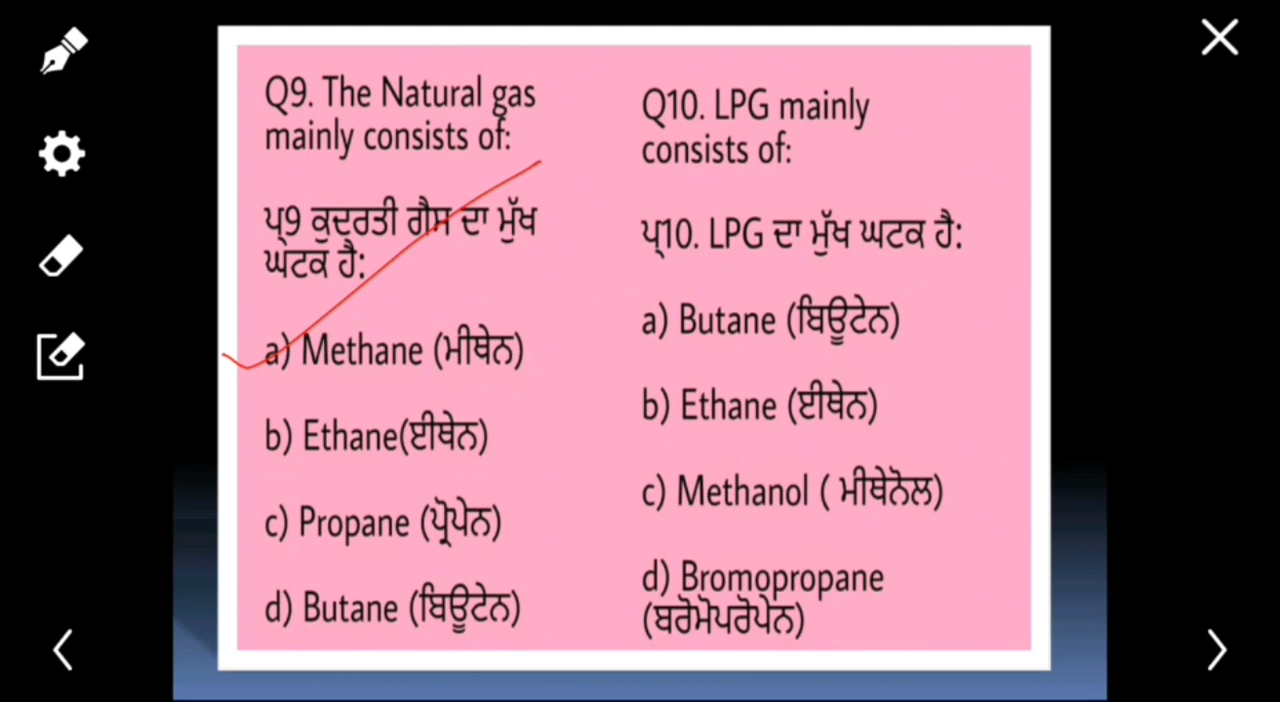 Q9. The Natural gas
mainly consists of:
ਪ੍9 ਕੁਦਰਤੀ ਗੈਸ ਦਾ ਮੁੱਖ
ਘਟਕ ਹੈ:
a) Methane (ਮੀਥੇਨ)
b) Ethane(ਈਥੇਨ)
c) Propane (ਪ੍ਰੋਪੇਨ)
d) Butane (ਬਿਊਟੇਨ)
Q10. LPG mainly
consists of:
ਪ੍10. LPG ਦਾ ਮੁੱਖ ਘਟਕ ਹੈ:
a) Butane (ਬਿਊਟੇਨ)
b) Ethane (ਈਥੇਨ)
c) Methanol ( ਮੀਥੇਨੋਲ)
d) Bromopropane
(ਬਰੋਮੋਪਰੋਪੇਨ)